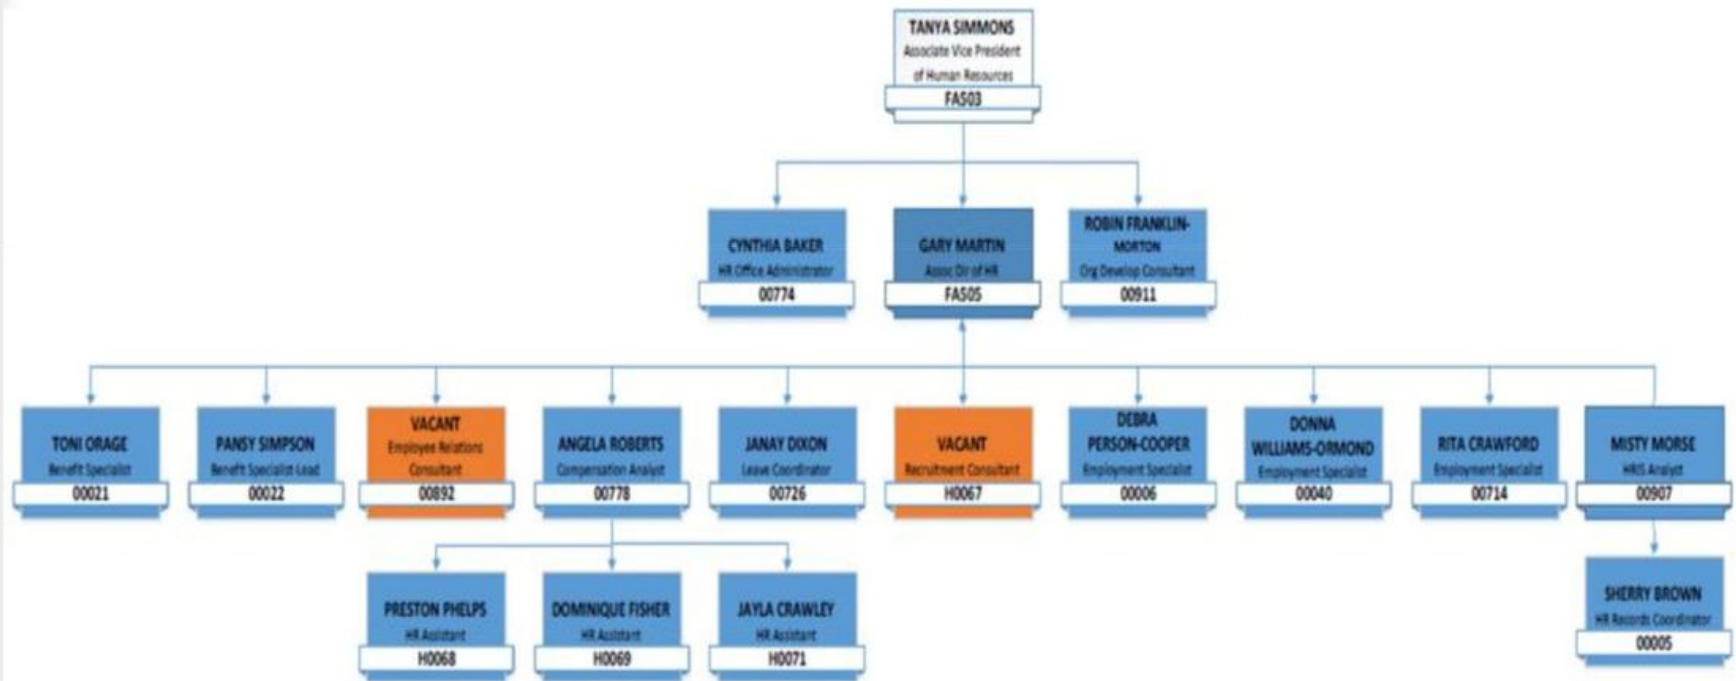 TANYA SIMMONS
Associate Vice President
of Human Resources
FAS03
CYNTHIA BAKER
HR Office Administrator
00774
GARY MARTIN
Assoc Dir of HR
FAS05
ROBIN FRANKLIN-
MORTON
Org Develop Consultant
00911
TONI ORAGE
Benefit Specialist
00021
PANSY SIMPSON
Benefit Specialist-Lead
00022
VACANT
Employee Relations
Consultant
00892
ANGELA ROBERTS
Compensation Analyst
00778
JANAY DIXON
Leave Coordinator
00726
VACANT
Recruitment Consultant
H0067
DEBRA
PERSON-COOPER
Employment Specialist
00006
DONNA
WILLIAMS-ORMOND
Employment Specialist
00040
RITA CRAWFORD
Employment Specialist
00714
MISTY MORSE
HRIS Analyst
00907
PRESTON PHELPS
HR Assistant
H0068
DOMINIQUE FISHER
HR Assistant
H0069
JAYLA CRAWLEY
HR Assistant
H0071
SHERRY BROWN
HR Records Coordinator
00005